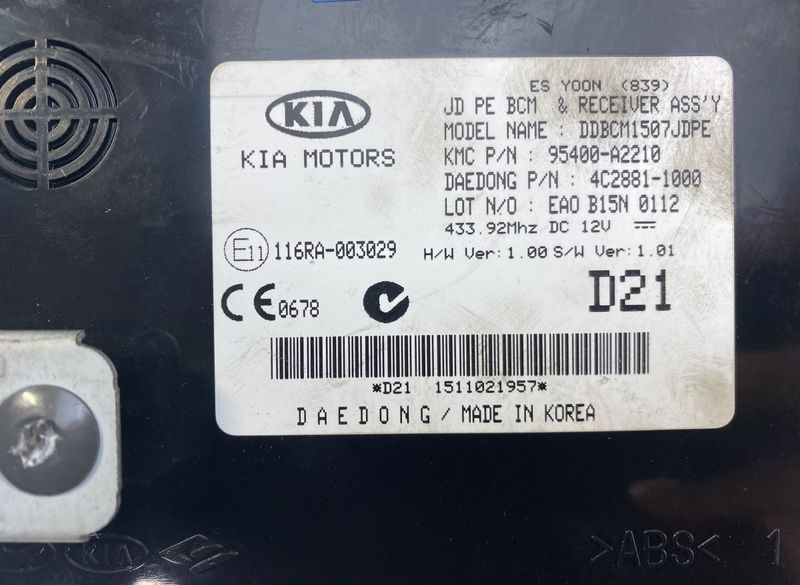 ES YOON (839)
KIA
JD PE BCM & RECEIVER ASS'Y
MODEL NAME : DDBCM1507JDPE
KIA MOTORS
KMC P/N : 95400-A2210
DAEDONG P/N : 4C2881-1000
LOT N/O : EAO B15N 0112
433.92Mhz DC 12V
E11 116RA-003029
H/W Ver:1.00 S/W Ver:1.01
CE 0678
D21
*D21 1511021957*
DAEDONG / MADE IN KOREA
KIA
>ABS< 1